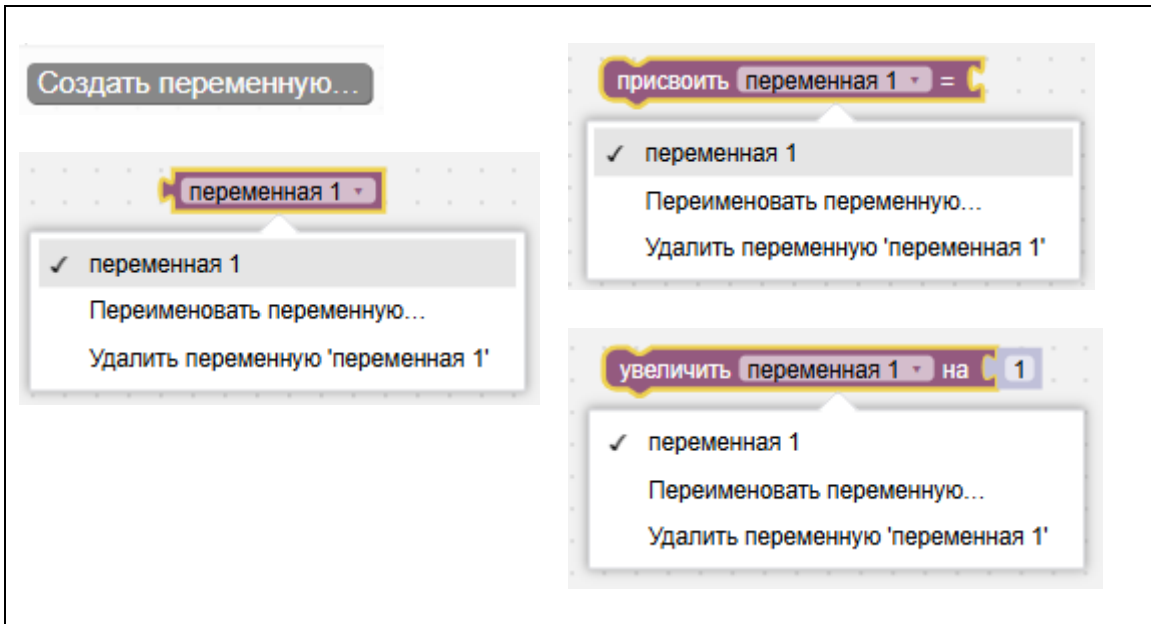 Создать переменную...
переменная 1
✓ переменная 1
Переименовать переменную...
Удалить переменную 'переменная 1'
присвоить переменная 1 =
✓ переменная 1
Переименовать переменную...
Удалить переменную 'переменная 1'
увеличить переменная 1 на 1
✓ переменная 1
Переименовать переменную...
Удалить переменную 'переменная 1'